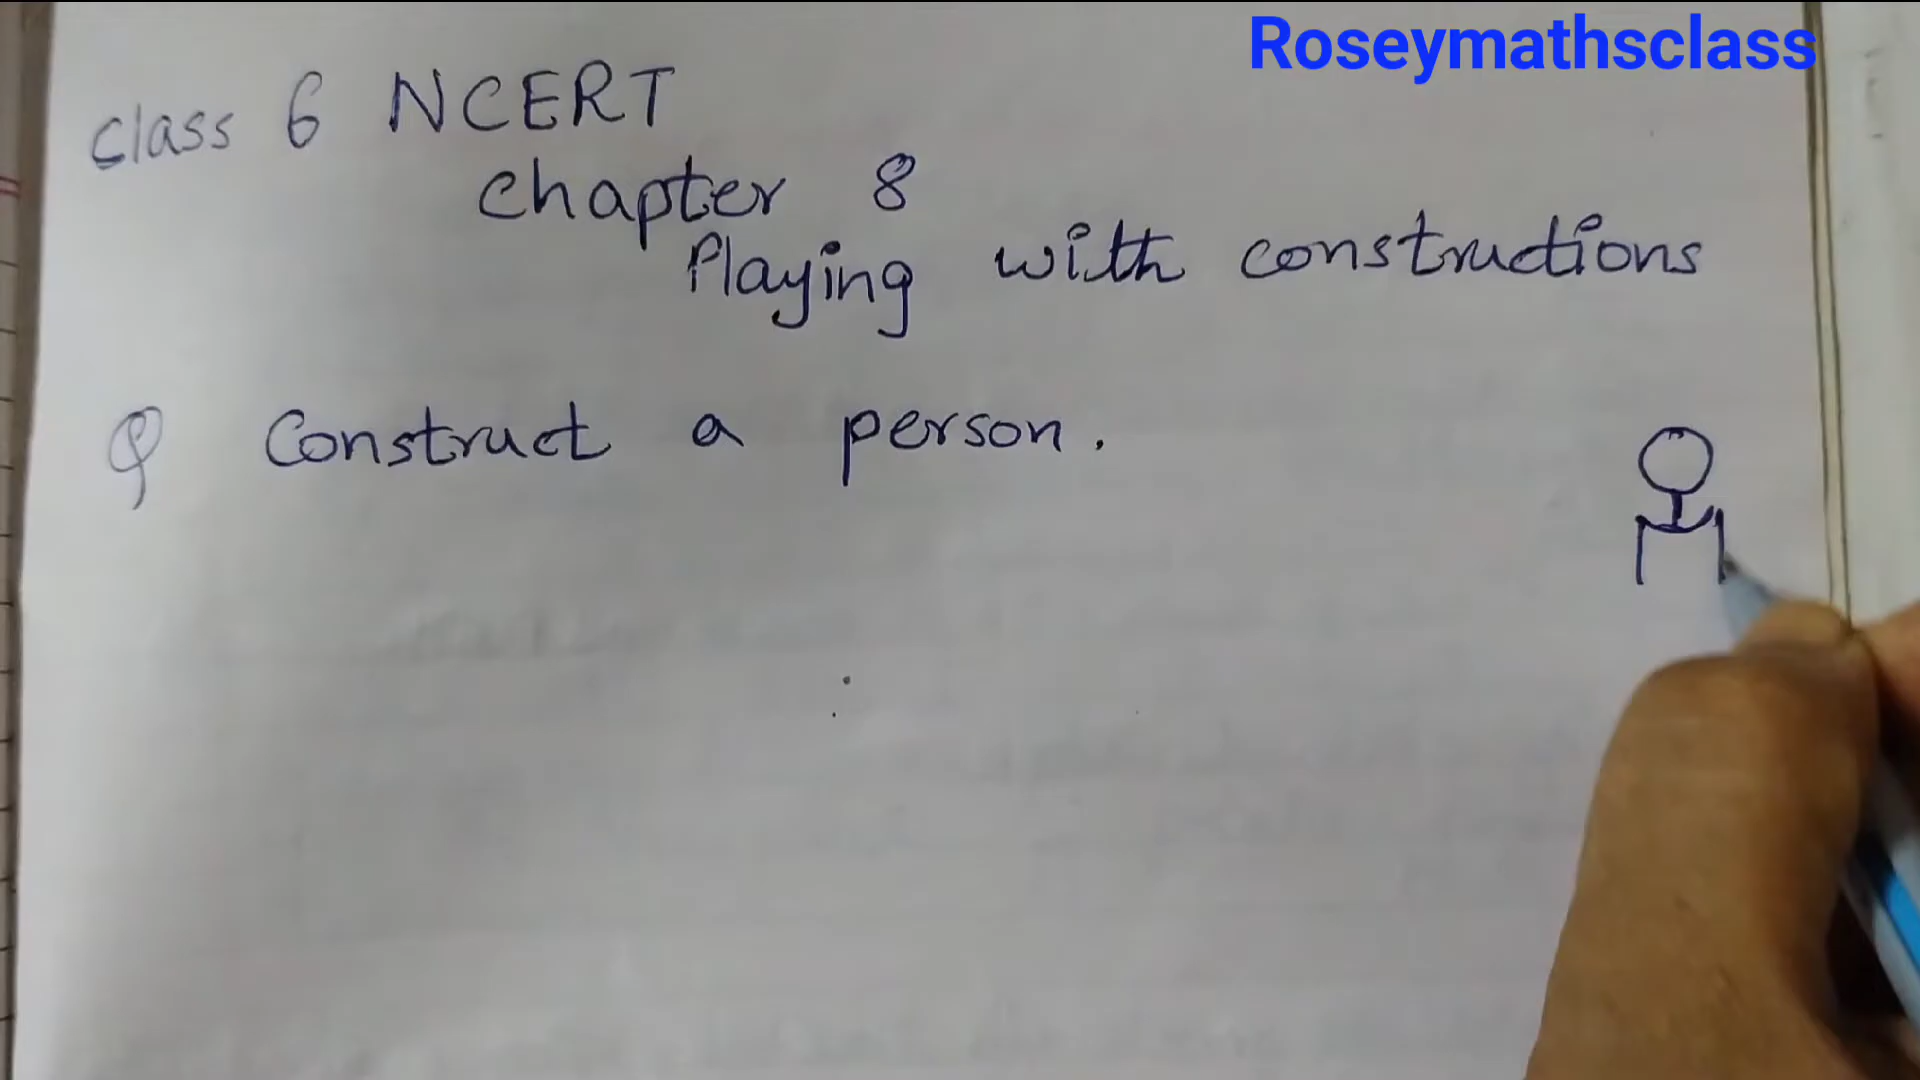 Roseymathsclass
class 6 NCERT
chapter 8
Playing with constructions
Q Construct a person.